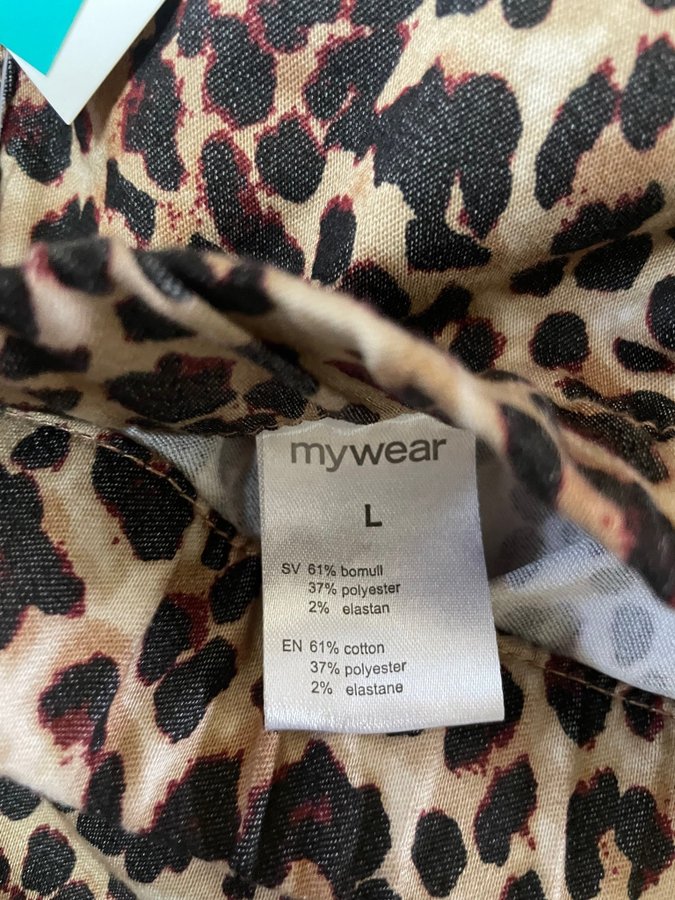 mywear
L
SV 61% bomull
37% polyester
2% elastan
EN 61% cotton
37% polyester
2% elastane